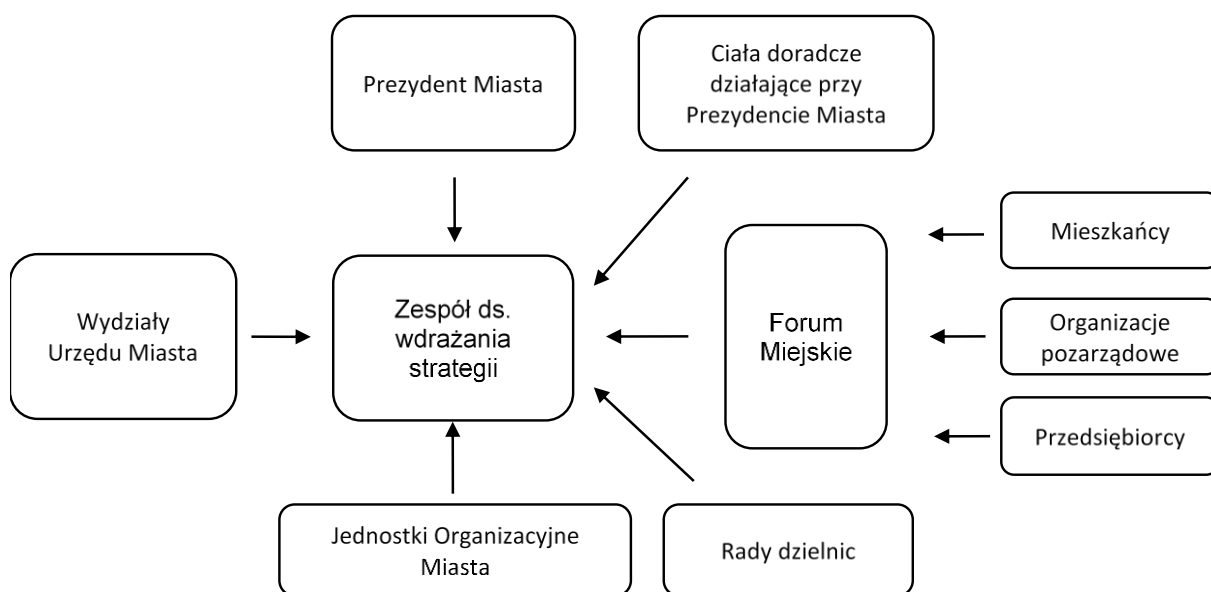 Prezydent Miasta
Ciała doradcze
działające przy
Prezydencie Miasta
Mieszkańcy
Wydziały
Urzędu Miasta
Zespół ds.
wdrażania
strategii
Forum
Miejskie
Organizacje
pozarządowe
Przedsiębiorcy
Jednostki Organizacyjne
Miasta
Rady dzielnic